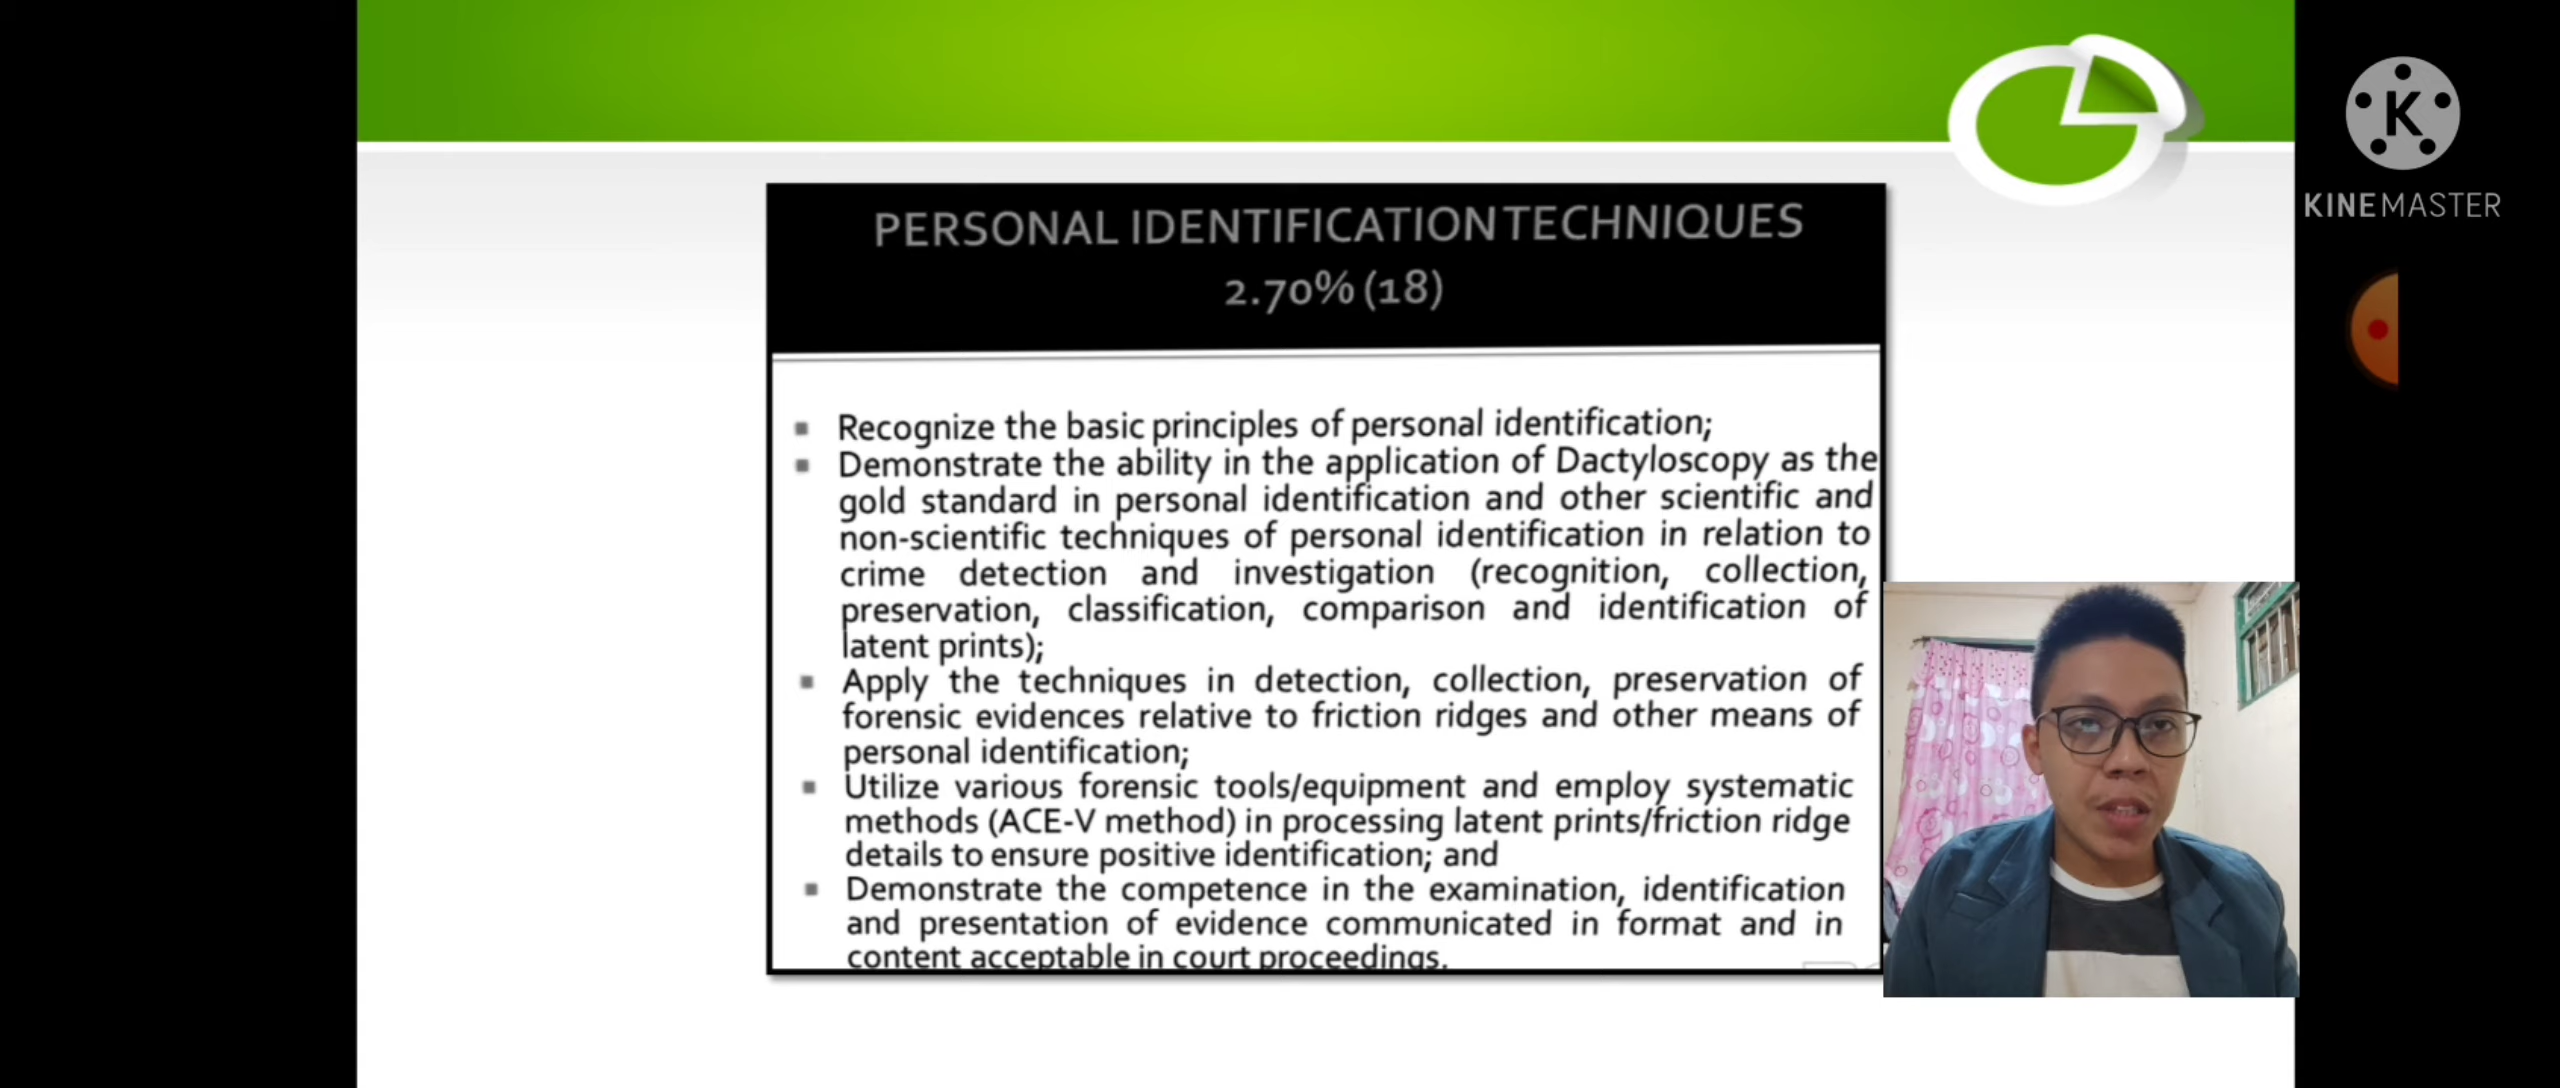 PERSONAL IDENTIFICATION TECHNIQUES
2.70% (18)
▪ Recognize the basic principles of personal identification;
▪ Demonstrate the ability in the application of Dactyloscopy as the
gold standard in personal identification and other scientific and
non-scientific techniques of personal identification in relation to
crime detection and investigation (recognition, collection,
preservation, classification, comparison and identification of
latent prints);
▪ Apply the techniques in detection, collection, preservation of
forensic evidences relative to friction ridges and other means of
personal identification;
▪ Utilize various forensic tools/equipment and employ systematic
methods (ACE-V method) in processing latent prints/friction ridge
details to ensure positive identification; and
▪ Demonstrate the competence in the examination, identification
and presentation of evidence communicated in format and in
content acceptable in court proceedings.
K
KINEMASTER